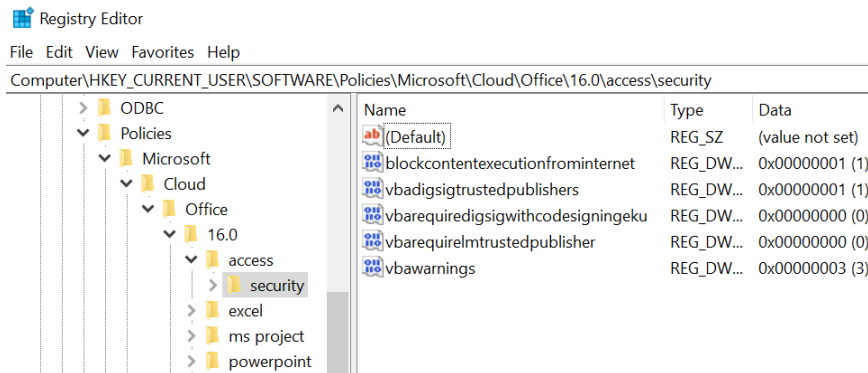 Registry Editor
File Edit View Favorites Help
Computer\HKEY_CURRENT_USER\SOFTWARE\Policies\Microsoft\Cloud\Office\16.0\access\security
ODBC
Policies
Microsoft
Cloud
Office
16.0
access
security
excel
ms project
powerpoint
Name Type Data
ab (Default) REG_SZ (value not set)
blockcontentexecutionfrominternet REG_DW... 0x00000001 (1)
vbadigsigtrustedpublishers REG_DW... 0x00000001 (1)
vbarequiredigsigwithcodesigningeku REG_DW... 0x00000000 (0)
vbarequirelmtrustedpublisher REG_DW... 0x00000000 (0)
vbawarnings REG_DW... 0x00000003 (3)